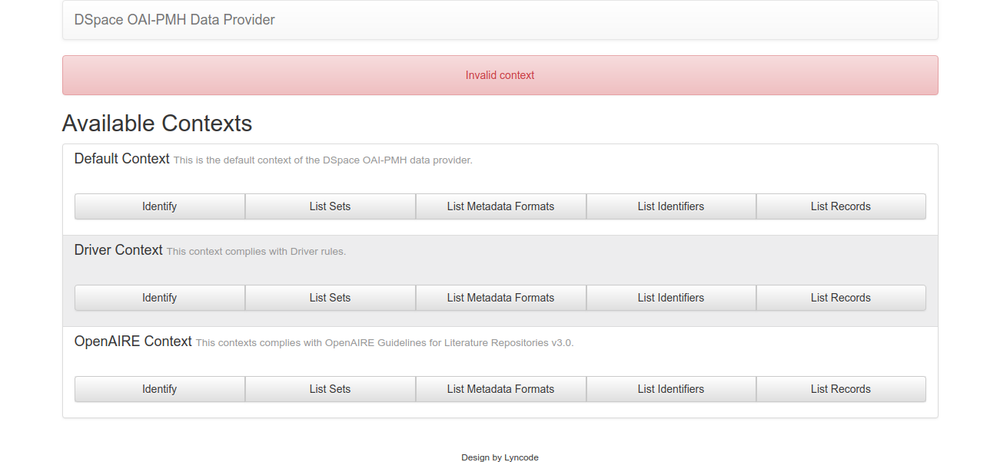 DSpace OAI-PMH Data Provider
Invalid context
Available Contexts
Default Context This is the default context of the DSpace OAI-PMH data provider.
Identify List Sets List Metadata Formats List Identifiers List Records
Driver Context This context complies with Driver rules.
Identify List Sets List Metadata Formats List Identifiers List Records
OpenAIRE Context This contexts complies with OpenAIRE Guidelines for Literature Repositories v3.0.
Identify List Sets List Metadata Formats List Identifiers List Records
Design by Lyncode